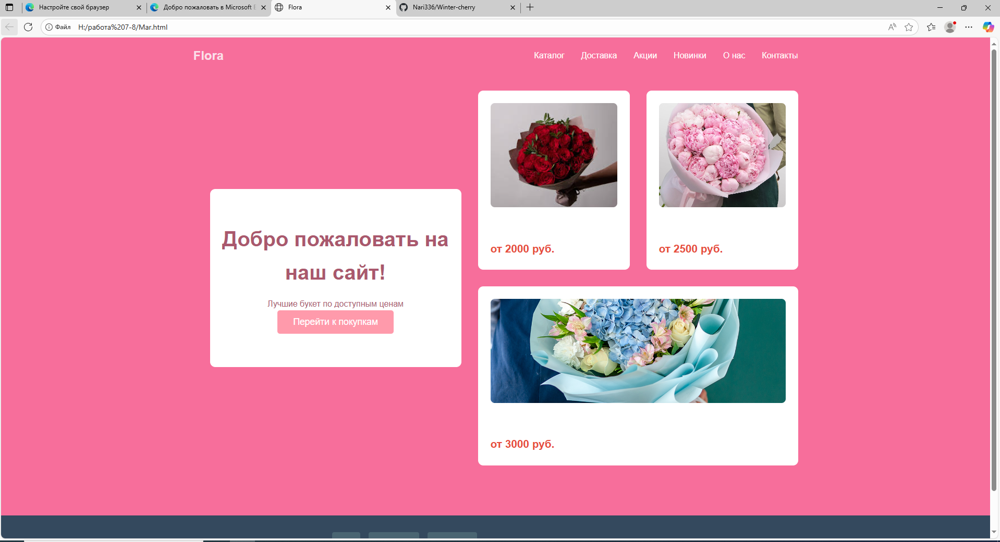 Настройте свой браузер
Добро пожаловать в Microsoft E
Flora
Nari336/Winter-cherry
Файл
H:/работа%207-8/Mar.html
Flora
Каталог
Доставка
Акции
Новинки
О нас
Контакты
Добро пожаловать на
наш сайт!
Лучшие букет по доступным ценам
Перейти к покупкам
от 2000 руб.
от 2500 руб.
от 3000 руб.